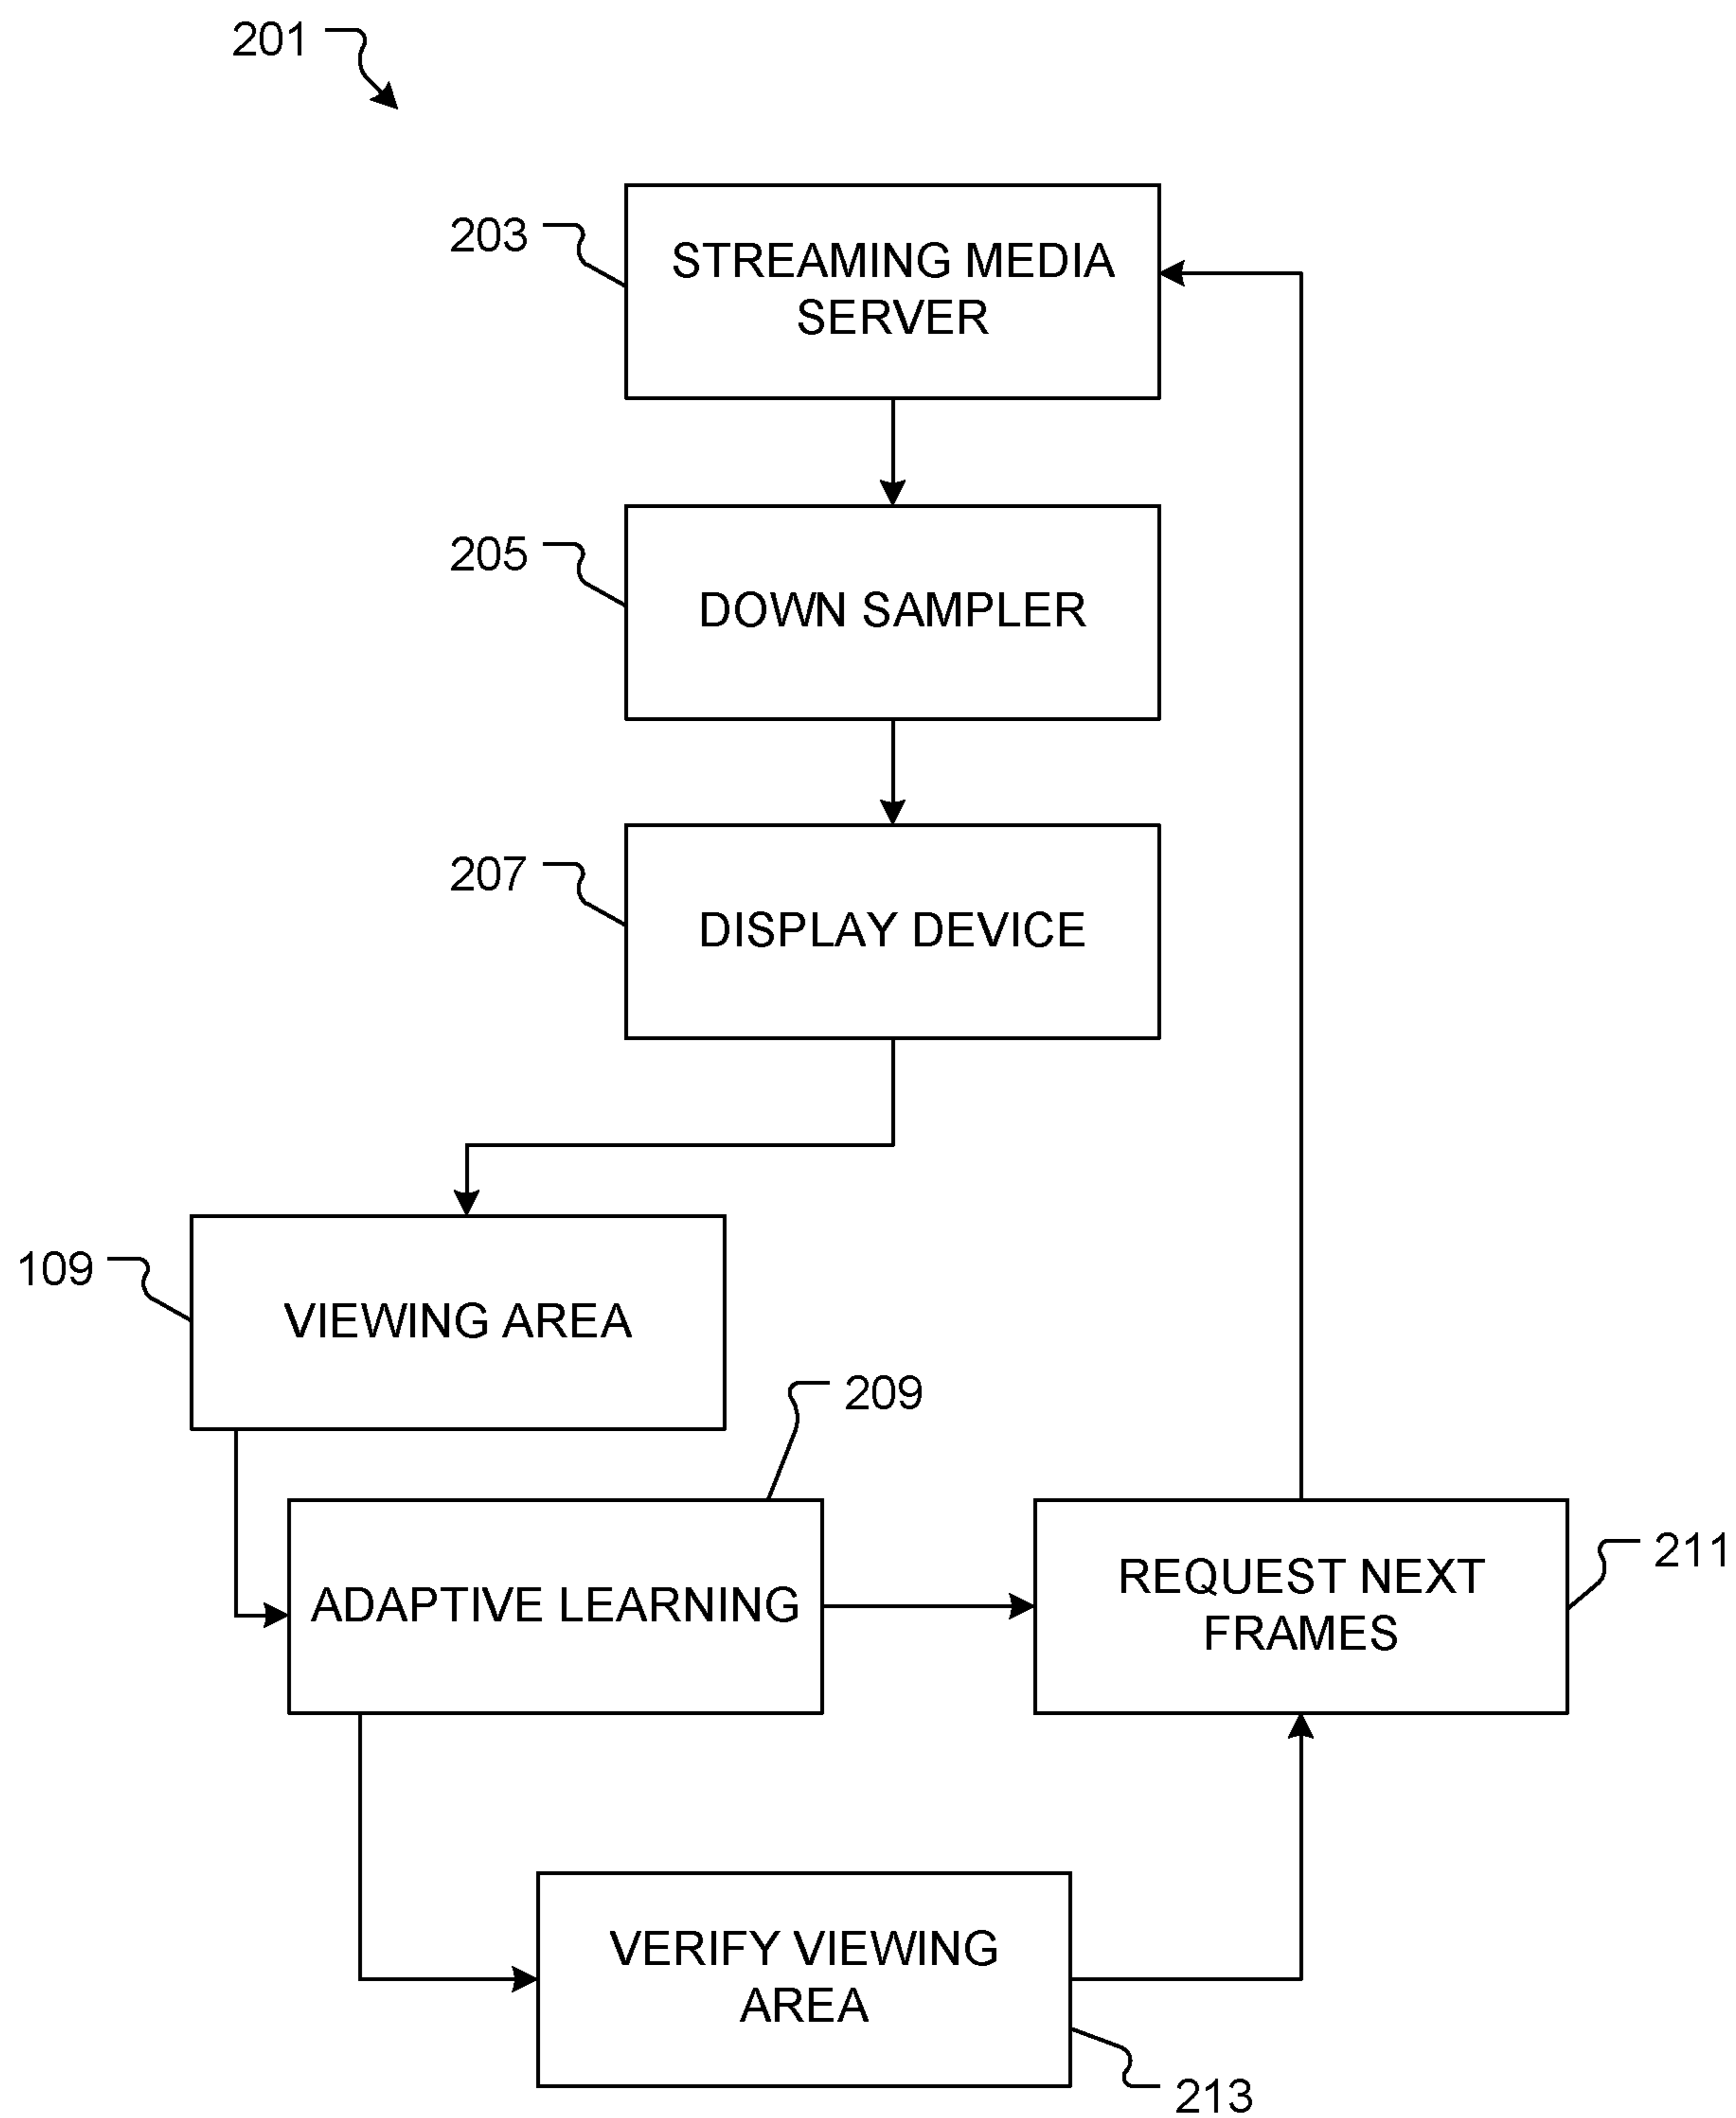 201
203
STREAMING MEDIA
SERVER
205
DOWN SAMPLER
207
DISPLAY DEVICE
109
VIEWING AREA
209
ADAPTIVE LEARNING
REQUEST NEXT
FRAMES
211
VERIFY VIEWING
AREA
213